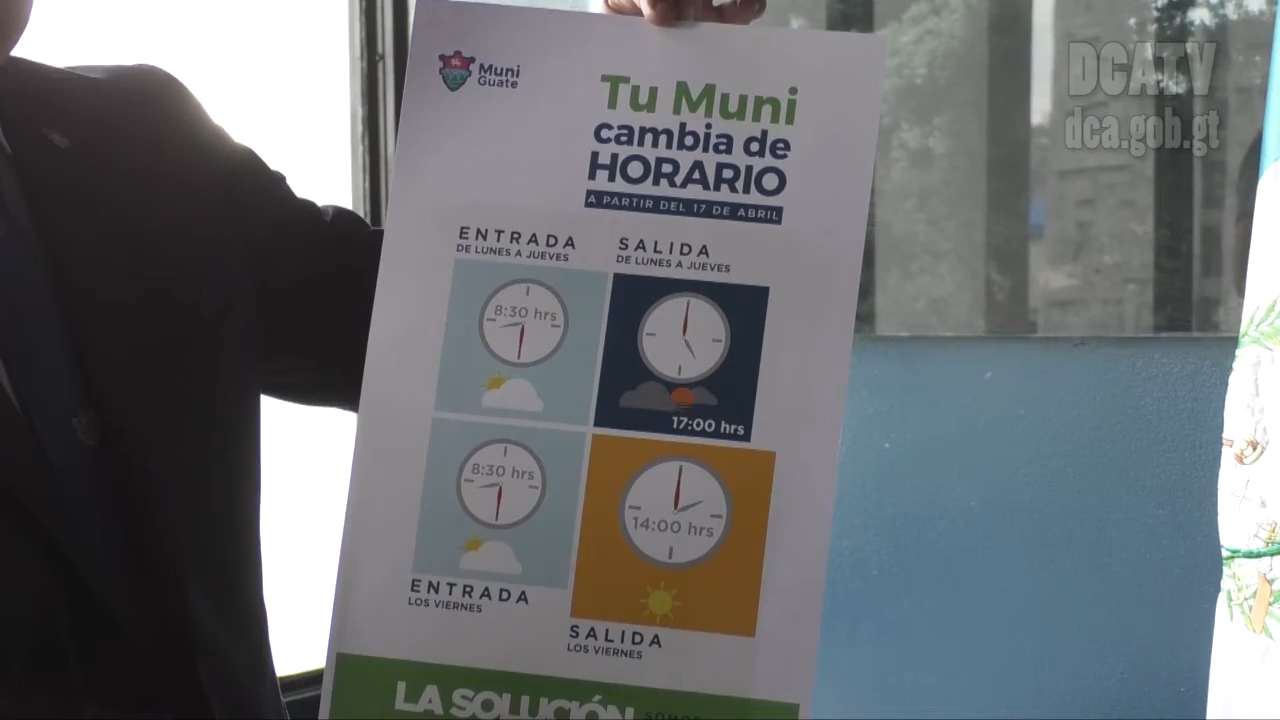 DCATV
dca.gob.gt
Muni
Guate
Tu Muni
cambia de
HORARIO
A PARTIR DEL 17 DE ABRIL
ENTRADA
DE LUNES A JUEVES
SALIDA
DE LUNES A JUEVES
8:30 hrs
17:00 hrs
8:30 hrs
14:00 hrs
ENTRADA
LOS VIERNES
SALIDA
LOS VIERNES
LA SOLUCIÓN SOMOS